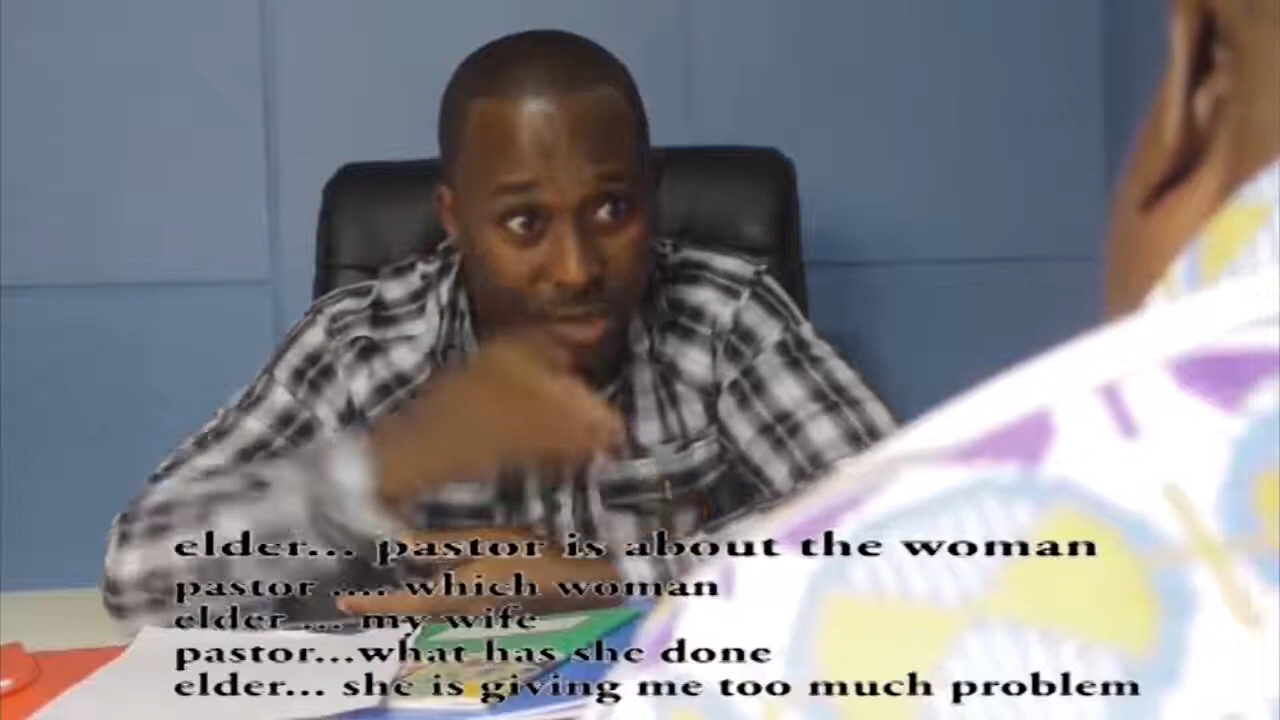 elder... pastor is about the woman
pastor .... which woman
elder ... my wife
pastor...what has she done
elder... she is giving me too much problem